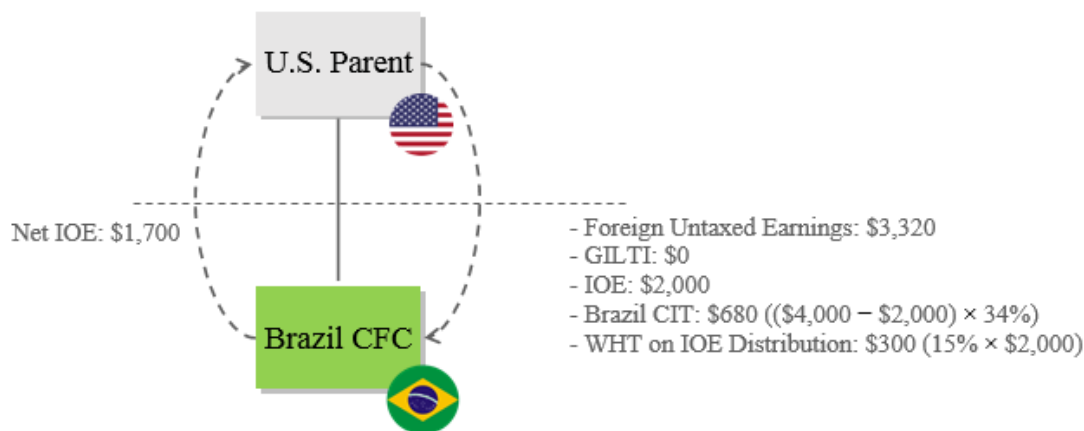 U.S. Parent
Net IOE: $1,700
- Foreign Untaxed Earnings: $3,320
- GILTI: $0
- IOE: $2,000
- Brazil CIT: $680 (($4,000 − $2,000) × 34%)
- WHT on IOE Distribution: $300 (15% × $2,000)
Brazil CFC